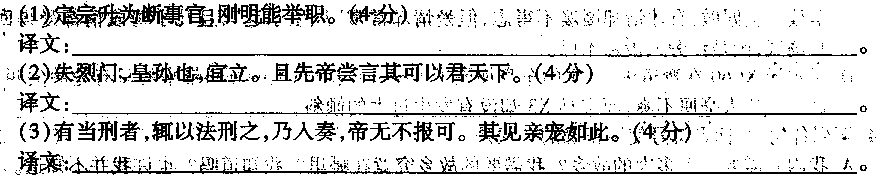 (1)定宗升为断事官,刚明能举职。(4分)
译文:。
(2)失烈门,皇孙也,宜立。且先帝尝言其可以君天下。(4分)
译文:。
(3)有当刑者,辄以法刑之,乃入奏,帝无不报可。其见亲宠如此。(4分)
译文:。